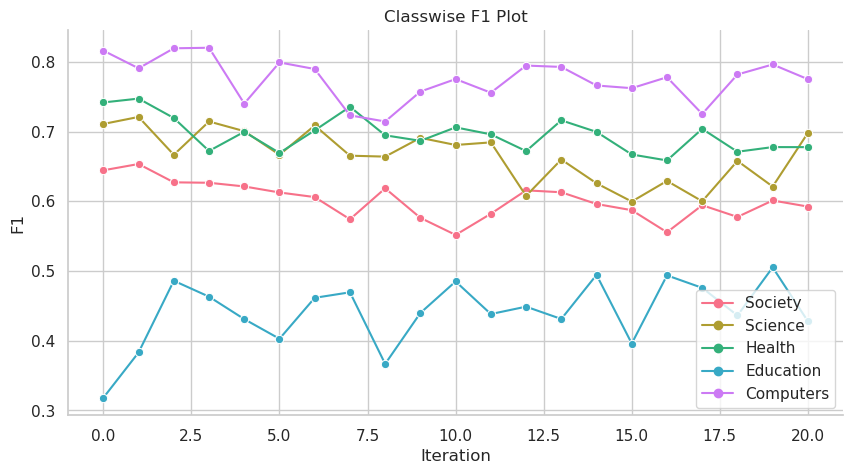 Classwise F1 Plot
F1
0.8
0.7
0.6
0.5
0.4
0.3
0.0 2.5 5.0 7.5 10.0 12.5 15.0 17.5 20.0
Iteration
Society
Science
Health
Education
Computers